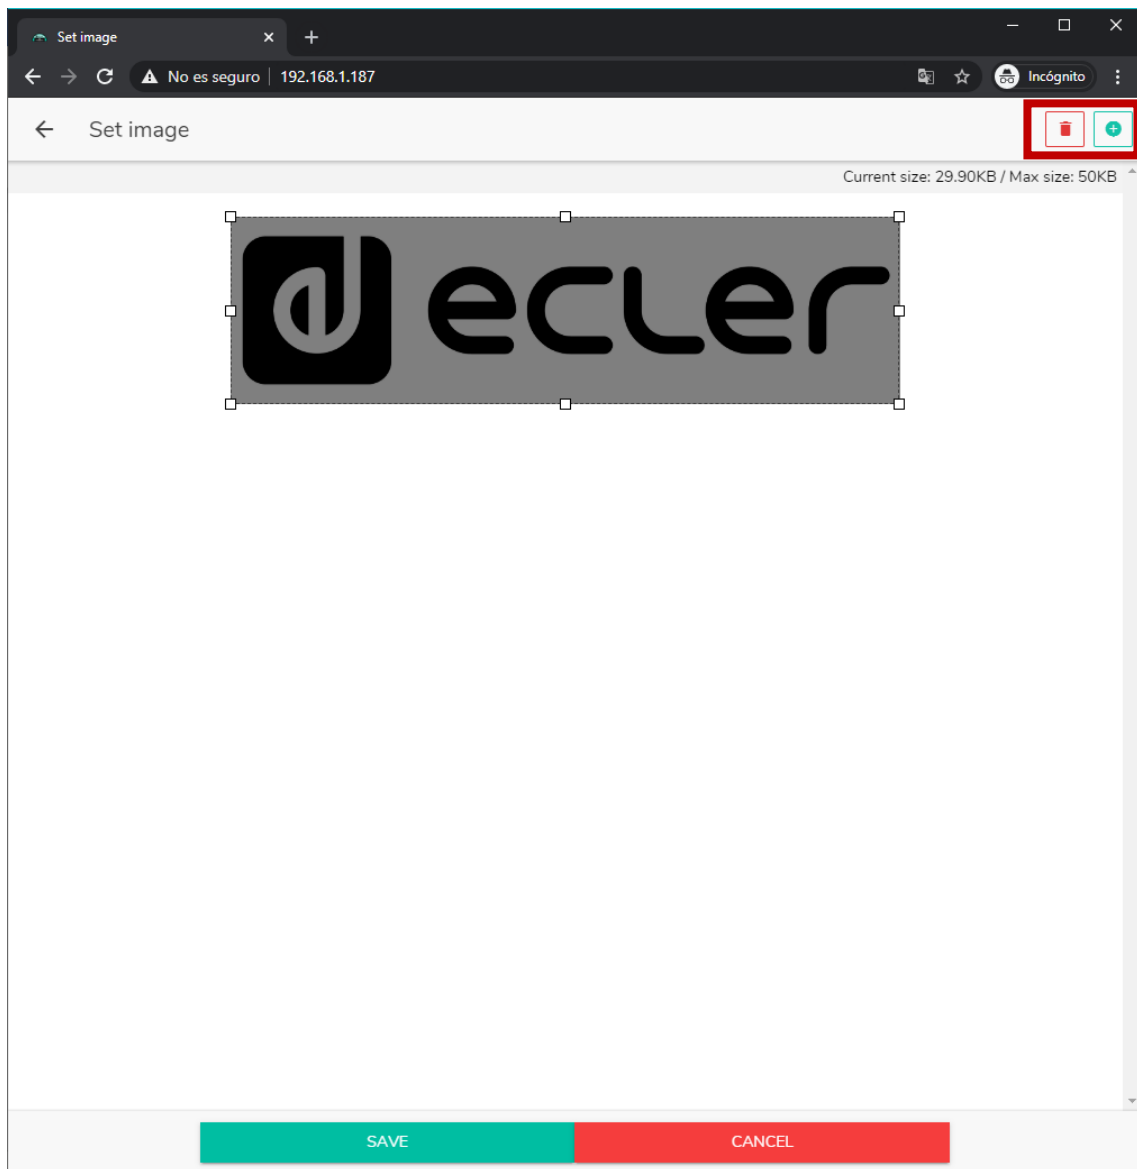 Set image
No es seguro 192.168.1.187 Incógnito
Set image
Current size: 29.90KB / Max size: 50KB
ecler
SAVE CANCEL